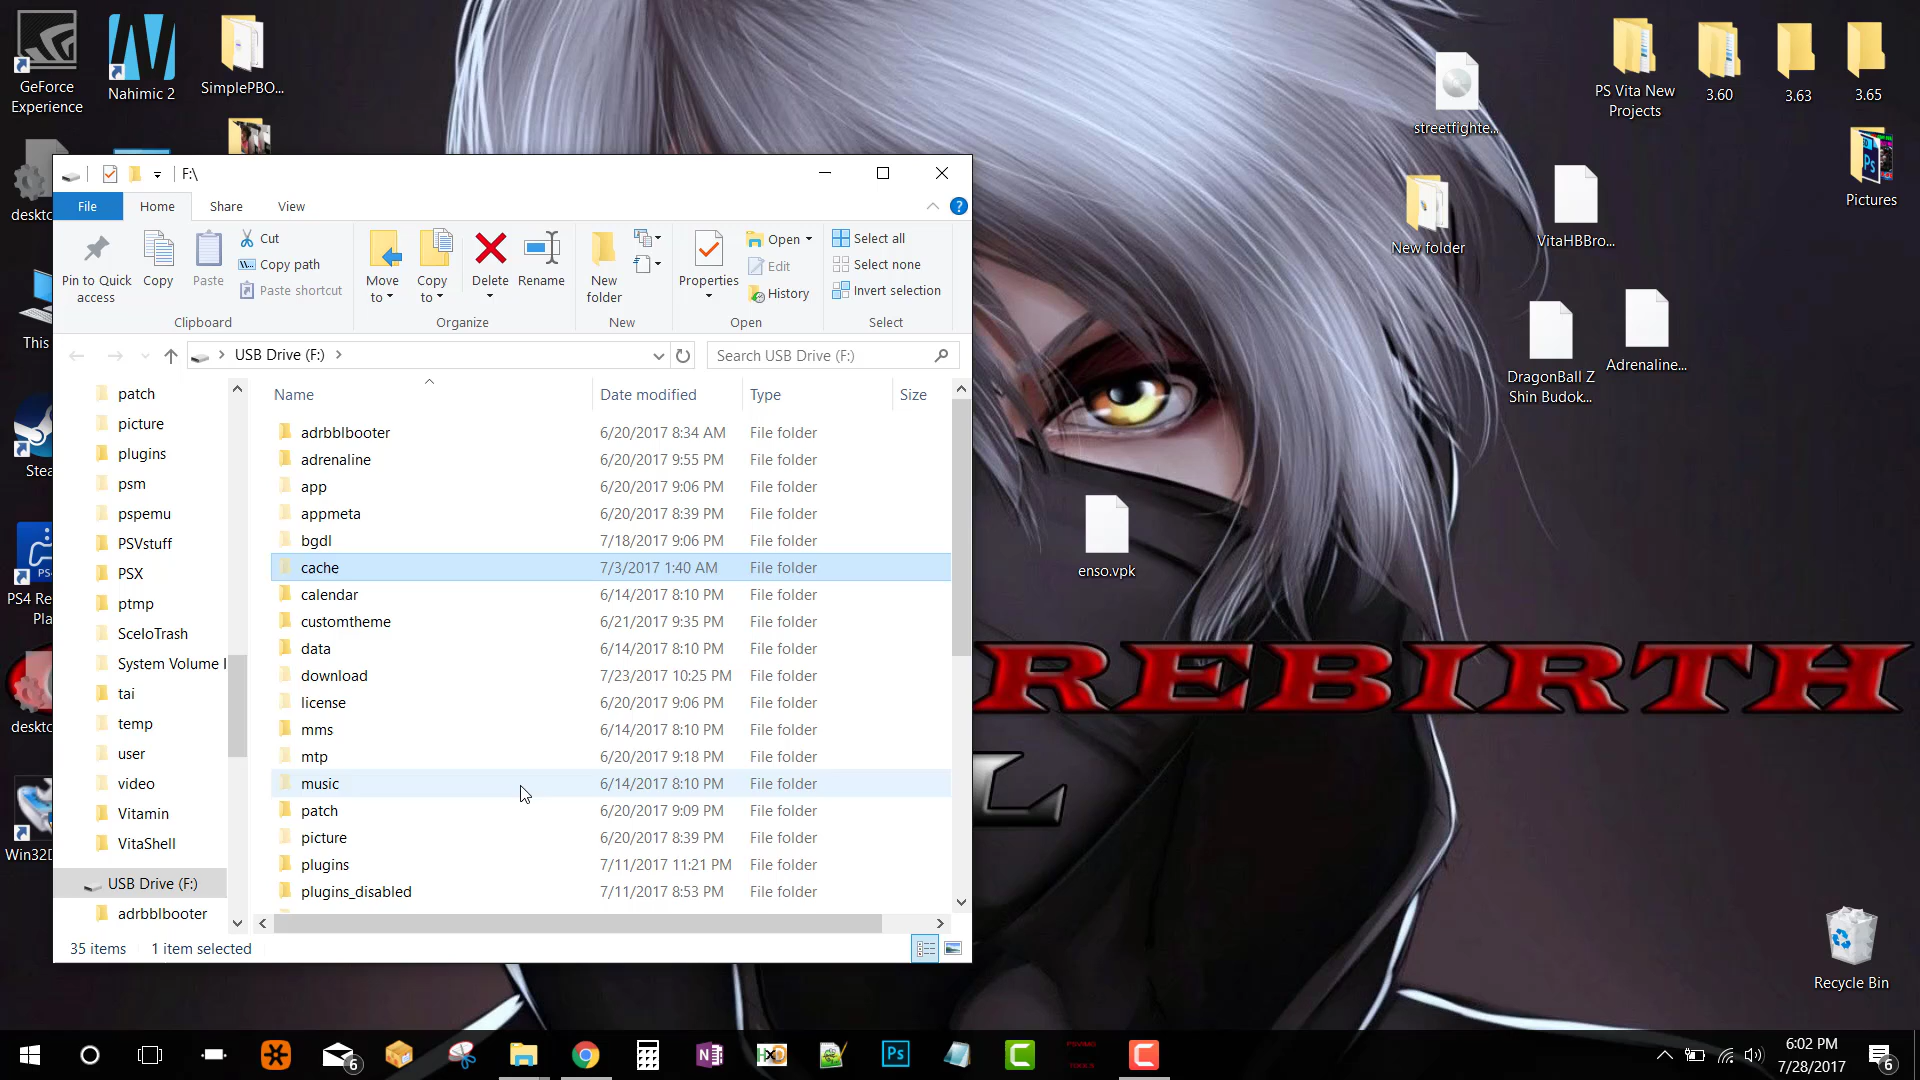 GeForce
Experience
Nahimic 2
SimplePBO...
streetfighte...
PS Vita New
Projects
3.60
3.63
3.65
Pictures
New folder
VitaHBBro...
DragonBall Z
Shin Budok...
Adrenaline...
enso.vpk
Recycle Bin
deskto
This
Stea
PS4 Re
Pla
deskto
Win32D
REBIRTH
L
F:\
File
Home
Share
View
Pin to Quick
access
Copy
Paste
Cut
Copy path
Paste shortcut
Clipboard
Move
to
Copy
to
Delete
Rename
Organize
New
folder
New
Properties
Open
Edit
History
Open
Select all
Select none
Invert selection
Select
USB Drive (F:)
Search USB Drive (F:)
patch
picture
plugins
psm
pspemu
PSVstuff
PSX
ptmp
SceIoTrash
System Volume I
tai
temp
user
video
Vitamin
VitaShell
USB Drive (F:)
adrbblbooter
Name Date modified Type Size
adrbblbooter 6/20/2017 8:34 AM File folder
adrenaline 6/20/2017 9:55 PM File folder
app 6/20/2017 9:06 PM File folder
appmeta 6/20/2017 8:39 PM File folder
bgdl 7/18/2017 9:06 PM File folder
cache 7/3/2017 1:40 AM File folder
calendar 6/14/2017 8:10 PM File folder
customtheme 6/21/2017 9:35 PM File folder
data 6/14/2017 8:10 PM File folder
download 7/23/2017 10:25 PM File folder
license 6/20/2017 9:06 PM File folder
mms 6/14/2017 8:10 PM File folder
mtp 6/20/2017 9:18 PM File folder
music 6/14/2017 8:10 PM File folder
patch 6/20/2017 9:09 PM File folder
picture 6/20/2017 8:39 PM File folder
plugins 7/11/2017 11:21 PM File folder
plugins_disabled 7/11/2017 8:53 PM File folder
35 items 1 item selected
6
6:02 PM
7/28/2017
6